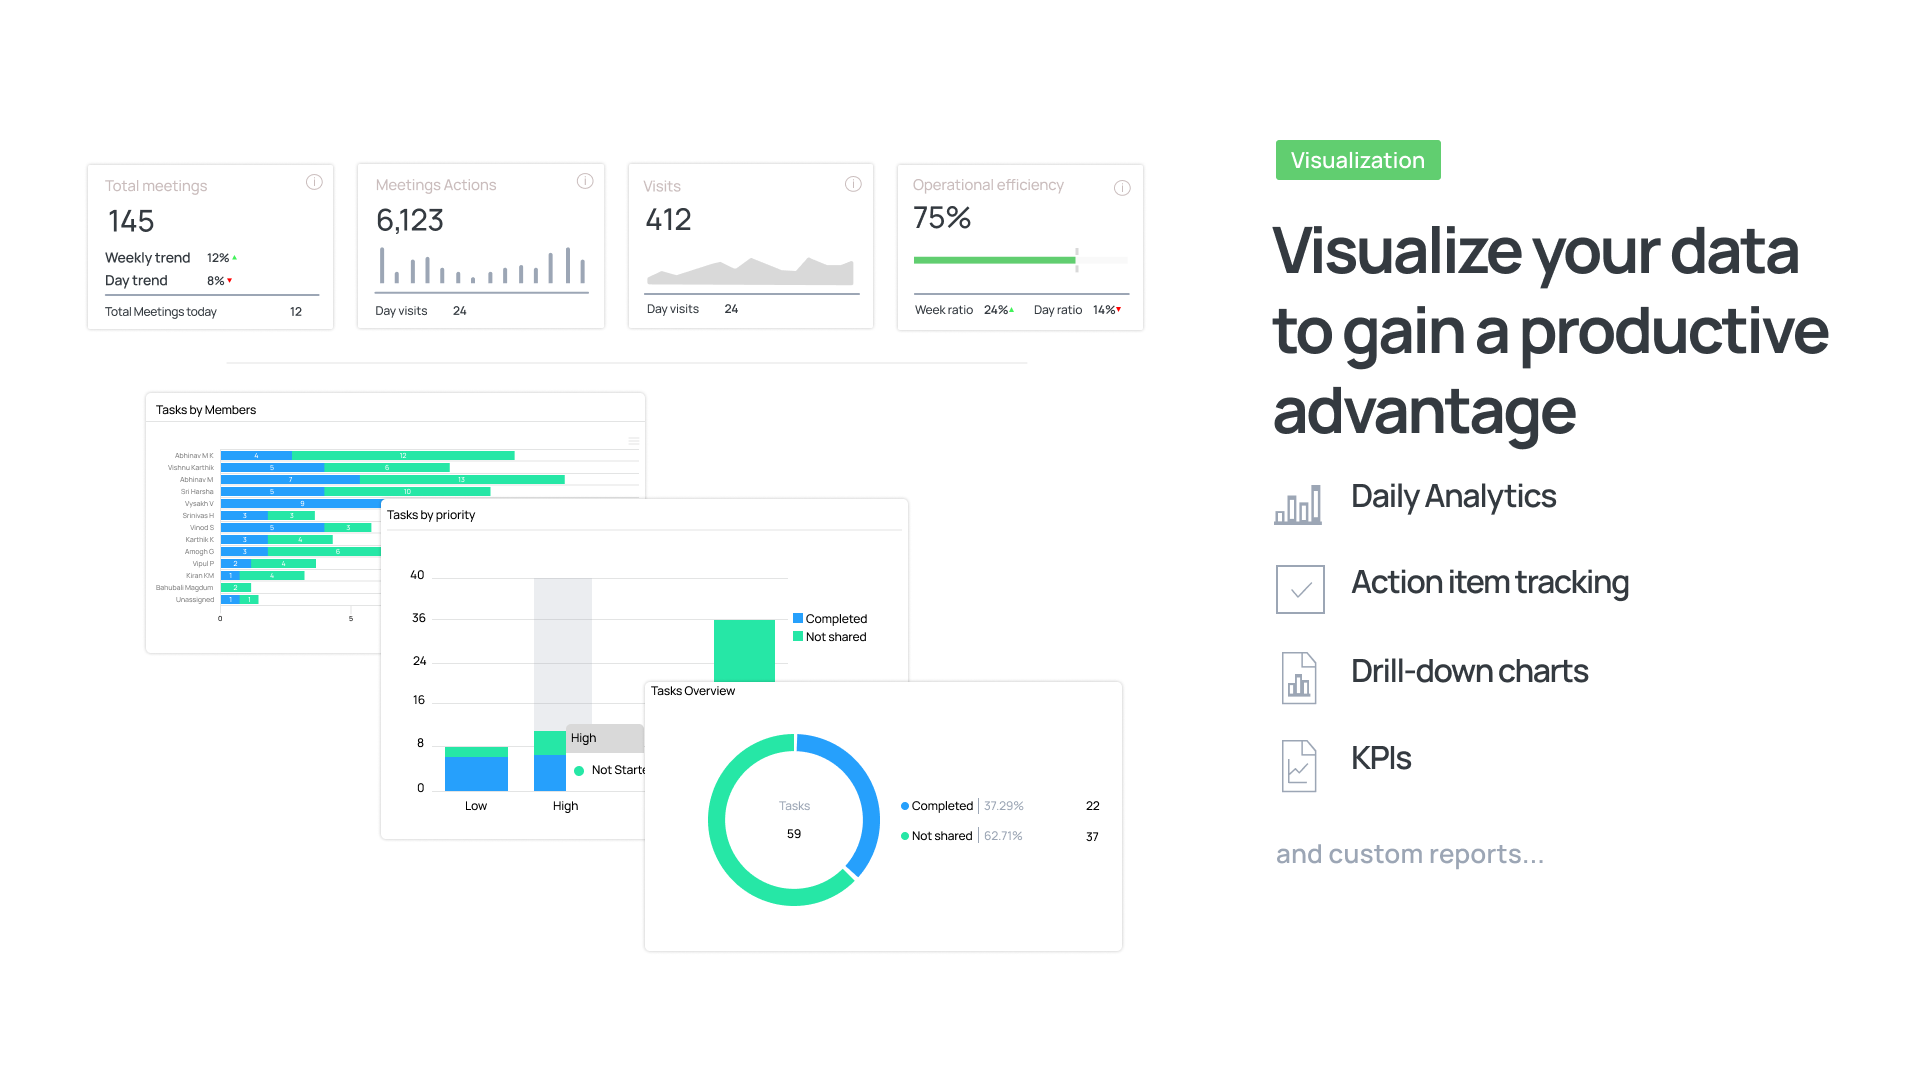 Total meetings
145
Weekly trend 12%
Day trend 8%
Total Meetings today 12
Meetings Actions
6,123
Day visits 24
Visits
412
Day visits 24
Operational efficiency
75%
Week ratio 24% Day ratio 14%
Tasks by Members
Abhinav M K 4 12
Vishnu Karthik 5 6
Abhinav M 7 13
Sri Harsha 5 10
Vysakh V 9
Srinivas H 3 3
Vinod S 5 3
Karthik K 3 4
Amogh G 3 8
Vipul P 2 4
Kiran KM 1 4
Bahubali Magdum 2
Unassigned 1 1
0 5
Tasks by priority
40
36
24
16
8
0
Low High
Completed
Not shared
High
Not Starte
Tasks Overview
Tasks
59
Completed 37.29% 22
Not shared 62.71% 37
Visualization
Visualize your data
to gain a productive
advantage
Daily Analytics
Action item tracking
Drill-down charts
KPIs
and custom reports...